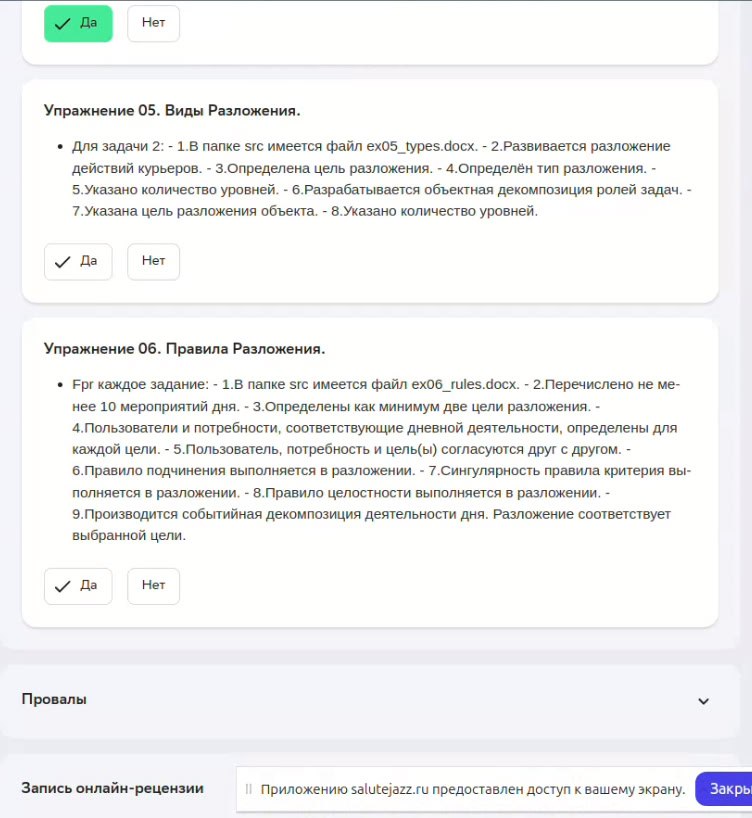 Да Нет
Упражнение 05. Виды Разложения.
• Для задачи 2: - 1.В папке src имеется файл ex05_types.docx. - 2.Развивается разложение
действий курьеров. - 3.Определена цель разложения. - 4.Определён тип разложения. -
5.Указано количество уровней. - 6.Разрабатывается объектная декомпозиция ролей задач. -
7.Указана цель разложения объекта. - 8.Указано количество уровней.
Да Нет
Упражнение 06. Правила Разложения.
• Fpr каждое задание: - 1.В папке src имеется файл ex06_rules.docx. - 2.Перечислено не ме-
нее 10 мероприятий дня. - 3.Определены как минимум две цели разложения. -
4.Пользователи и потребности, соответствующие дневной деятельности, определены для
каждой цели. - 5.Пользователь, потребность и цель(ы) согласуются друг с другом. -
6.Правило подчинения выполняется в разложении. - 7.Сингулярность правила критерия вы-
полняется в разложении. - 8.Правило целостности выполняется в разложении. -
9.Производится событийная декомпозиция деятельности дня. Разложение соответствует
выбранной цели.
Да Нет
Провалы
Запись онлайн-рецензии
Приложению salutejazz.ru предоставлен доступ к вашему экрану.
Закры